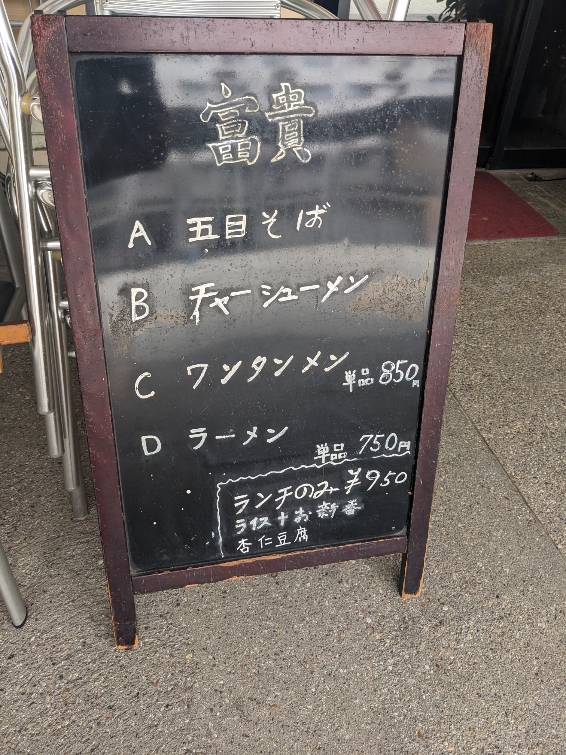 富貴
A 五目そば
B チャーシューメン
C ワンタンメン 単品 850円
D ラーメン 単品 750円
ランチのみ ¥950
ライス+お新香
杏仁豆腐